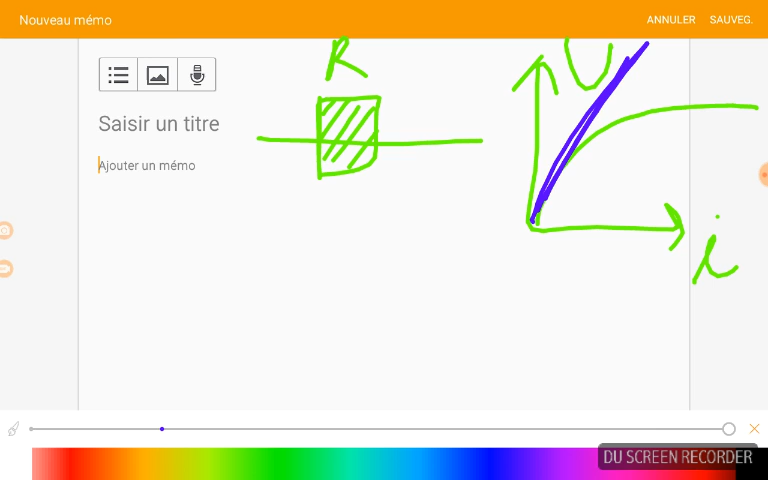 Nouveau mémo
ANNULER SAUVEG.
R
U
Saisir un titre
Ajouter un mémo
i
DU SCREEN RECORDER